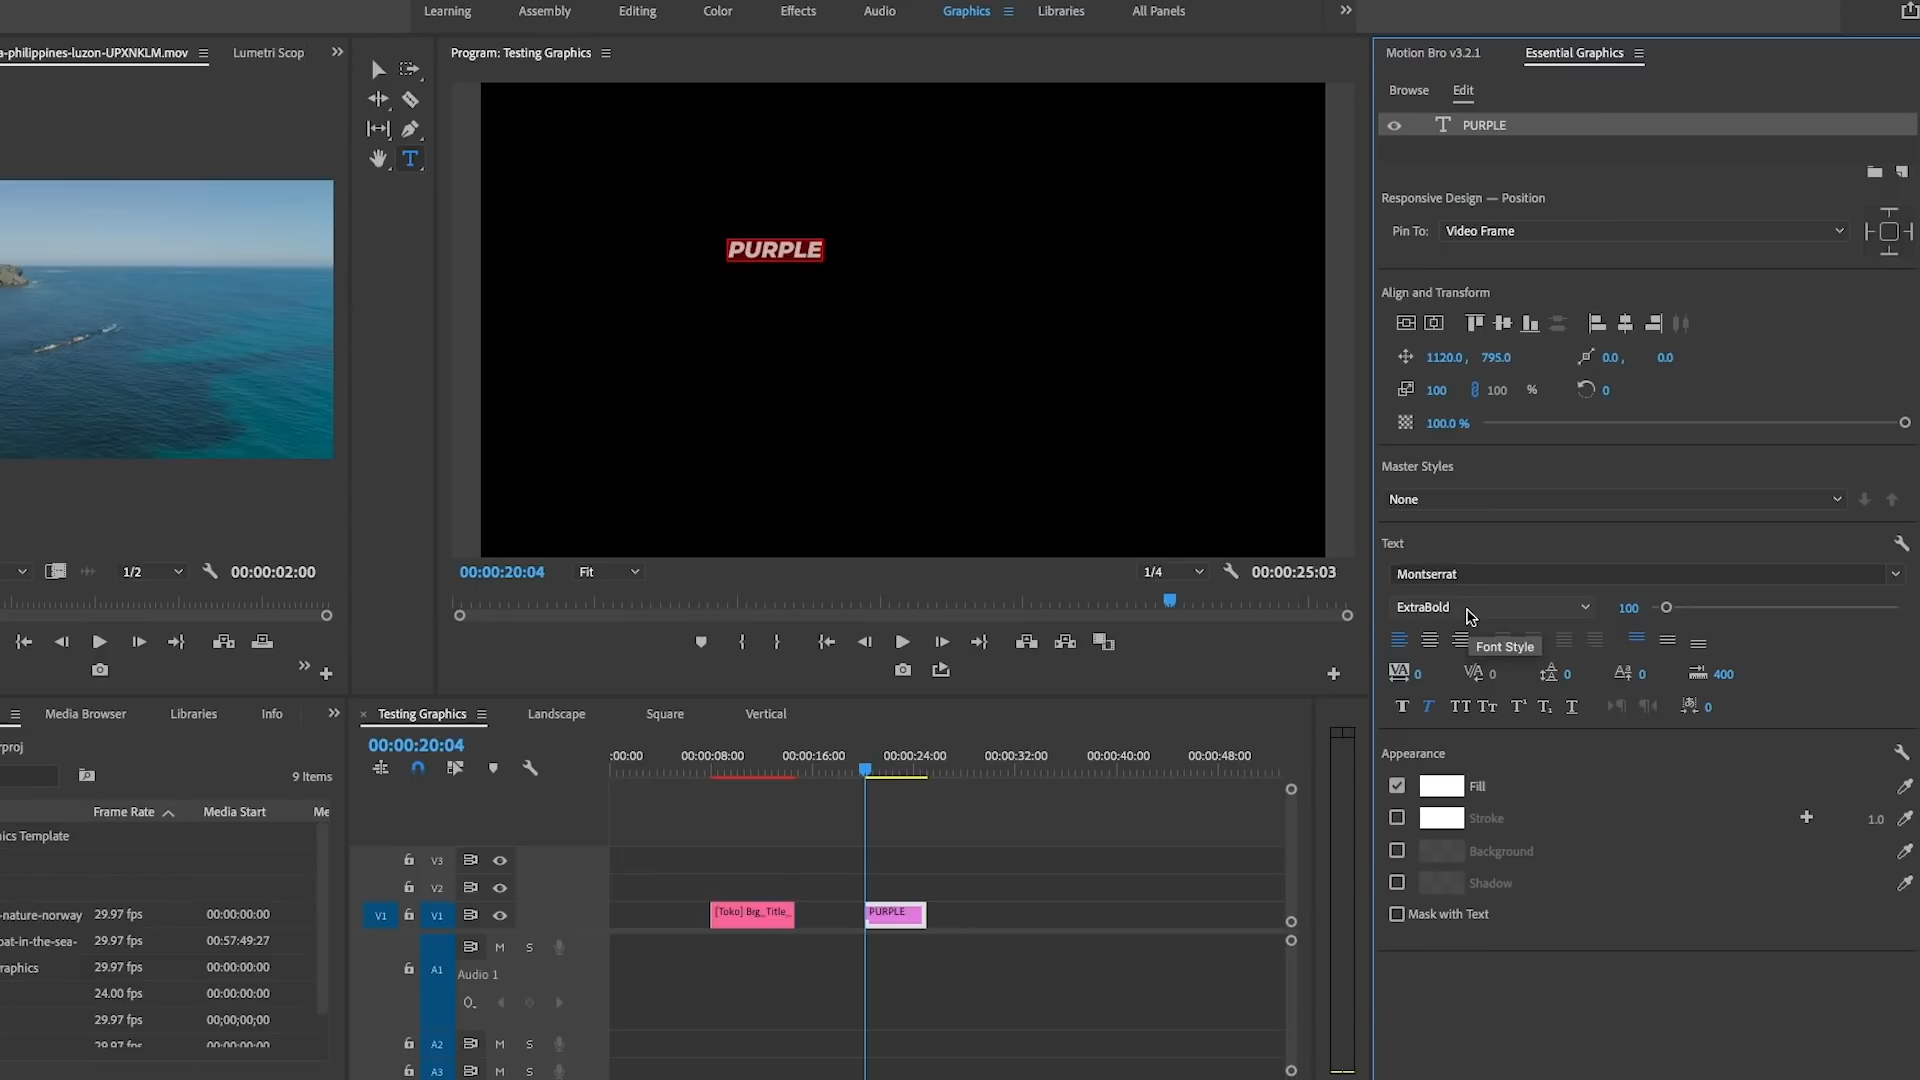 Learning
Assembly
Editing
Color
Effects
Audio
Graphics
Libraries
All Panels
a-philippines-luzon-UPXNKLM.mov
Lumetri Scop
Program: Testing Graphics
Motion Bro v3.2.1
Essential Graphics
Browse
Edit
PURPLE
Responsive Design — Position
Pin To:
Video Frame
PURPLE
Align and Transform
1120.0 ,
795.0
0.0 ,
0.0
100
100
%
0
100.0 %
Master Styles
None
Text
Montserrat
ExtraBold
100
Font Style
0
0
0
0
400
0
Appearance
Fill
Stroke
1.0
Background
Shadow
Mask with Text
1/2
00:00:02:00
00:00:20:04
Fit
1/4
00:00:25:03
Media Browser
Libraries
Info
rproj
9 Items
Frame Rate
Media Start
Me
ics Template
-nature-norway
29.97 fps
00:00:00:00
oat-in-the-sea-
29.97 fps
00:57:49:27
raphics
29.97 fps
00:00:00:00
24.00 fps
00:00:00:00
29.97 fps
00;00;00;00
29.97 fps
00:00:00:00
Testing Graphics
Landscape
Square
Vertical
00:00:20:04
:00:00
00:00:08:00
00:00:16:00
00:00:24:00
00:00:32:00
00:00:40:00
00:00:48:00
V3
V2
V1
V1
[Toko] Big_Title_
PURPLE
M
S
A1
Audio 1
A2
M
S
A3
M
S